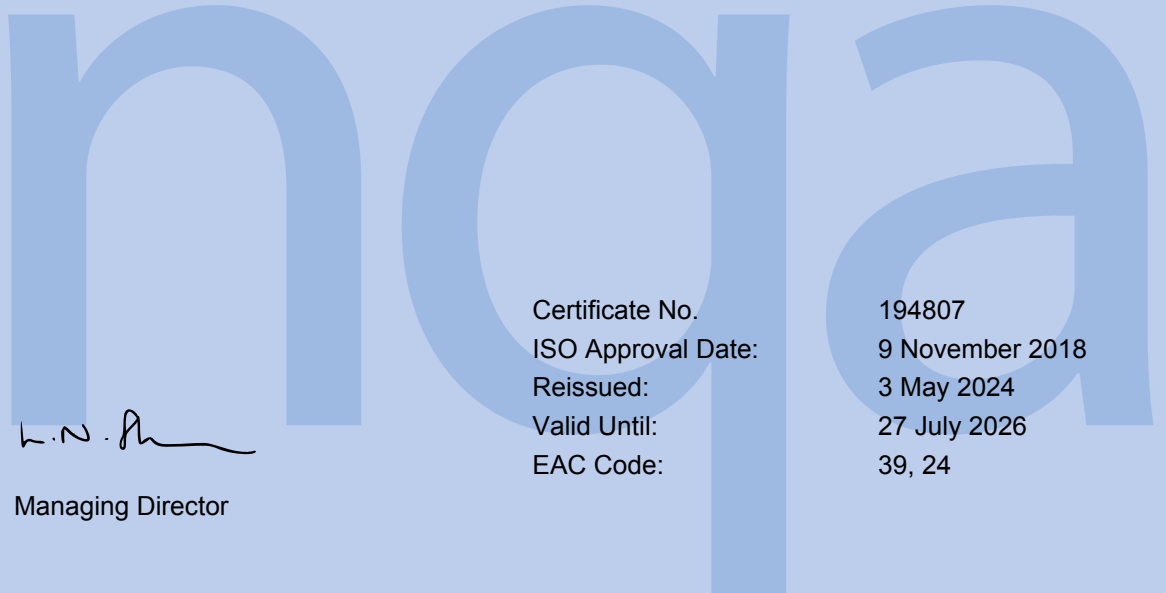 nqa
Certificate No. 194807
ISO Approval Date: 9 November 2018
Reissued: 3 May 2024
Valid Until: 27 July 2026
EAC Code: 39, 24
L.N.
Managing Director